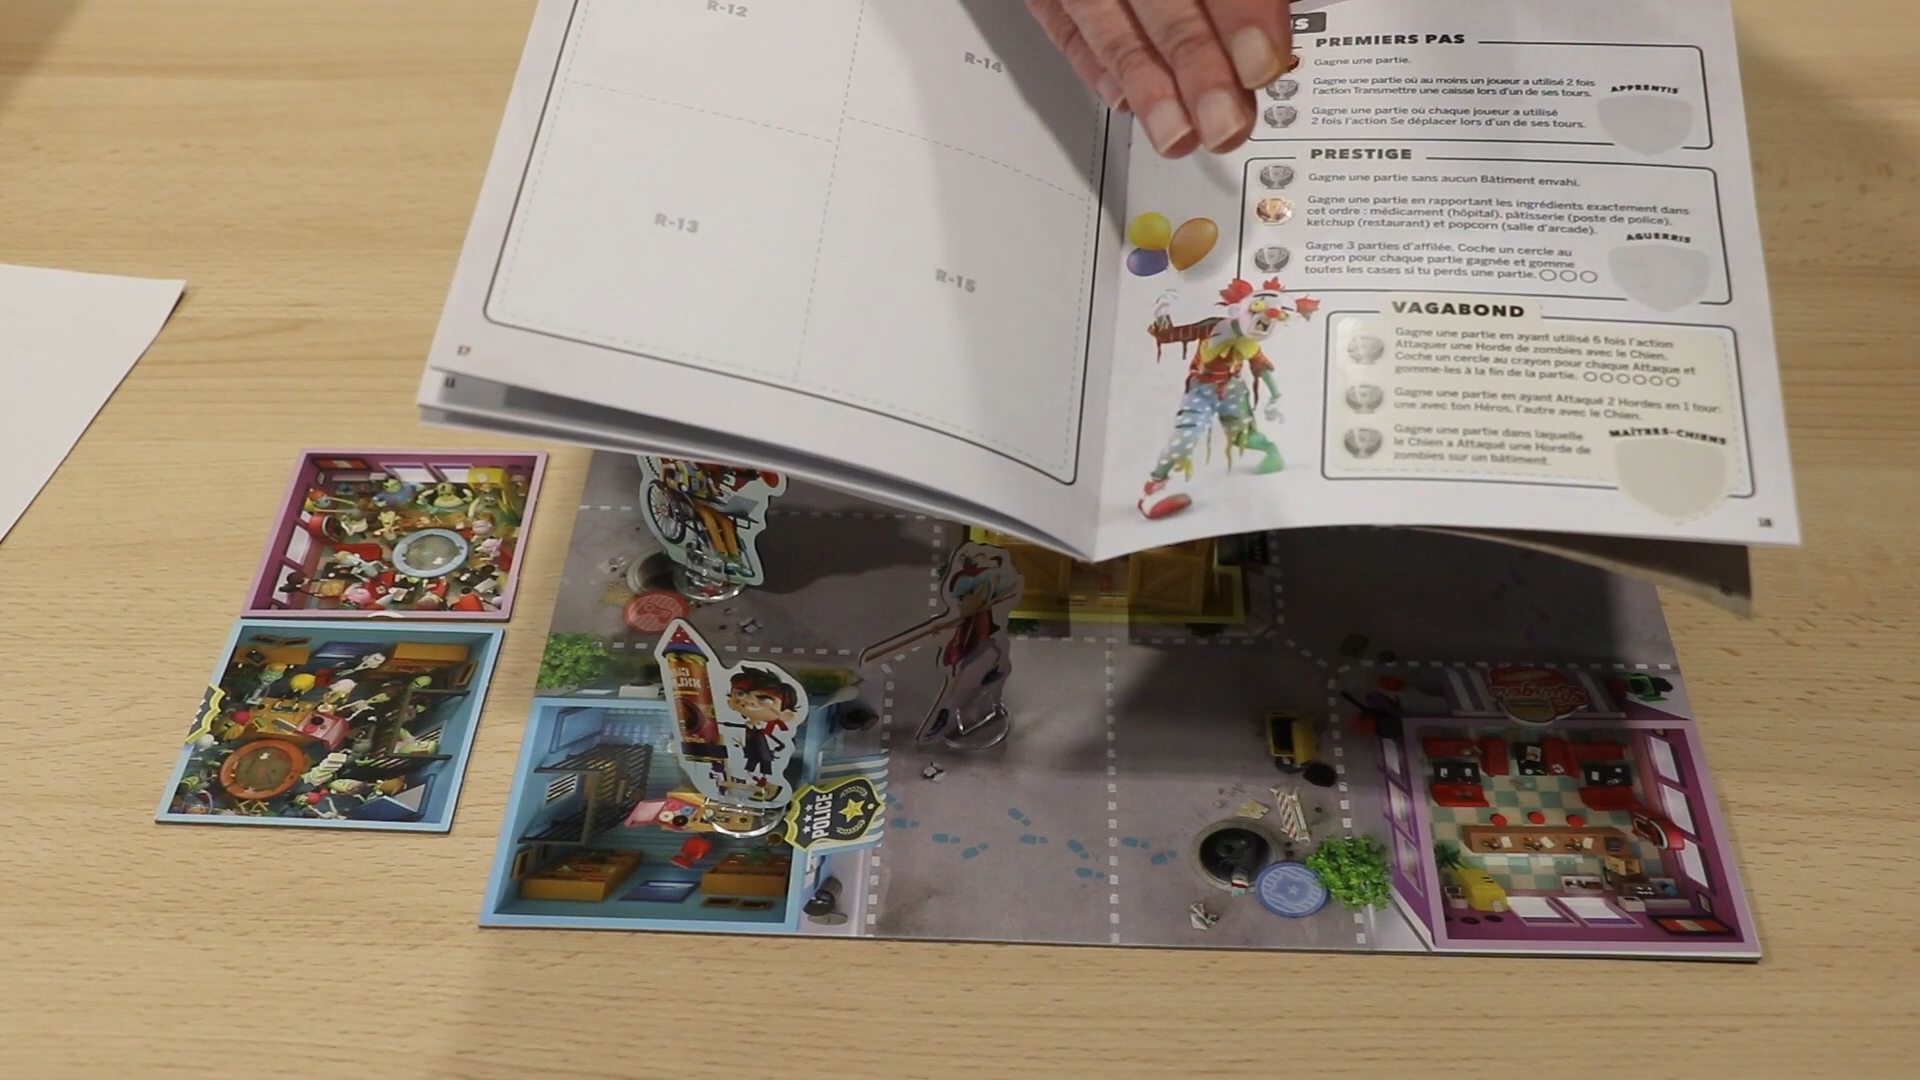 R-12
R-14
R-13
R-15
17
11
PREMIERS PAS
Gagne une partie.
Gagne une partie où au moins un joueur a utilisé 2 fois
l'action Transmettre une caisse lors d'un de ses tours.
Gagne une partie où chaque joueur a utilisé
2 fois l'action Se déplacer lors d'un de ses tours.
APPRENTIS
PRESTIGE
Gagne une partie sans aucun Bâtiment envahi.
Gagne une partie en rapportant les ingrédients exactement dans
cet ordre : médicament (hôpital), pâtisserie (poste de police),
ketchup (restaurant) et popcorn (salle d'arcade).
Gagne 3 parties d'affilée. Coche un cercle au
crayon pour chaque partie gagnée et gomme
toutes les cases si tu perds une partie.
AGUERRIS
VAGABOND
Gagne une partie en ayant utilisé 6 fois l'action
Attaquer une Horde de zombies avec le Chien.
Coche un cercle au crayon pour chaque Attaque et
gomme-les à la fin de la partie.
Gagne une partie en ayant Attaqué 2 Hordes en 1 tour:
une avec ton Héros, l'autre avec le Chien.
Gagne une partie dans laquelle
le Chien a Attaqué une Horde de
zombies sur un bâtiment.
MAÎTRES-CHIENS
18
POLICE